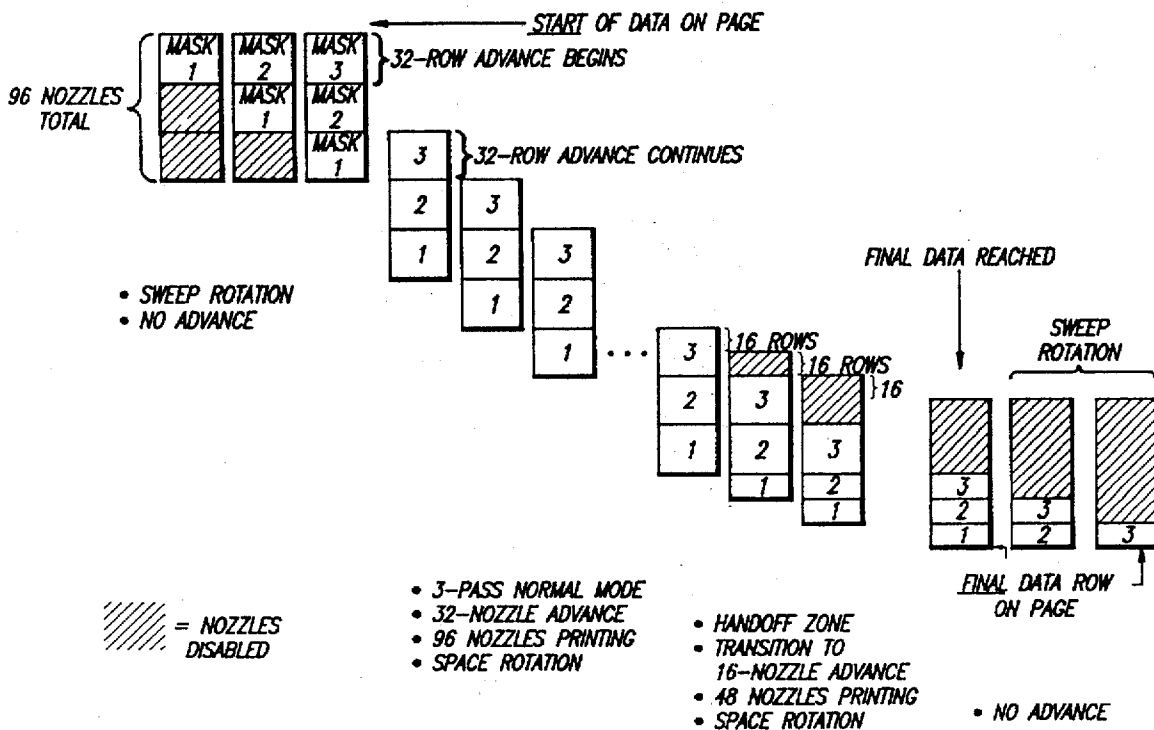 START OF DATA ON PAGE
MASK 1
MASK 2
MASK 3
32-ROW ADVANCE BEGINS
96 NOZZLES
TOTAL
MASK 1
MASK 2
MASK 1
3
32-ROW ADVANCE CONTINUES
2
1
3
2
1
3
2
1
• SWEEP ROTATION
• NO ADVANCE
...
3
2
1
16 ROWS
3
2
1
16 ROWS
16
3
2
1
FINAL DATA REACHED
SWEEP
ROTATION
3
2
1
3
2
3
FINAL DATA ROW
ON PAGE
= NOZZLES
DISABLED
• 3-PASS NORMAL MODE
• 32-NOZZLE ADVANCE
• 96 NOZZLES PRINTING
• SPACE ROTATION
• HANDOFF ZONE
• TRANSITION TO
16-NOZZLE ADVANCE
• 48 NOZZLES PRINTING
• SPACE ROTATION
• NO ADVANCE